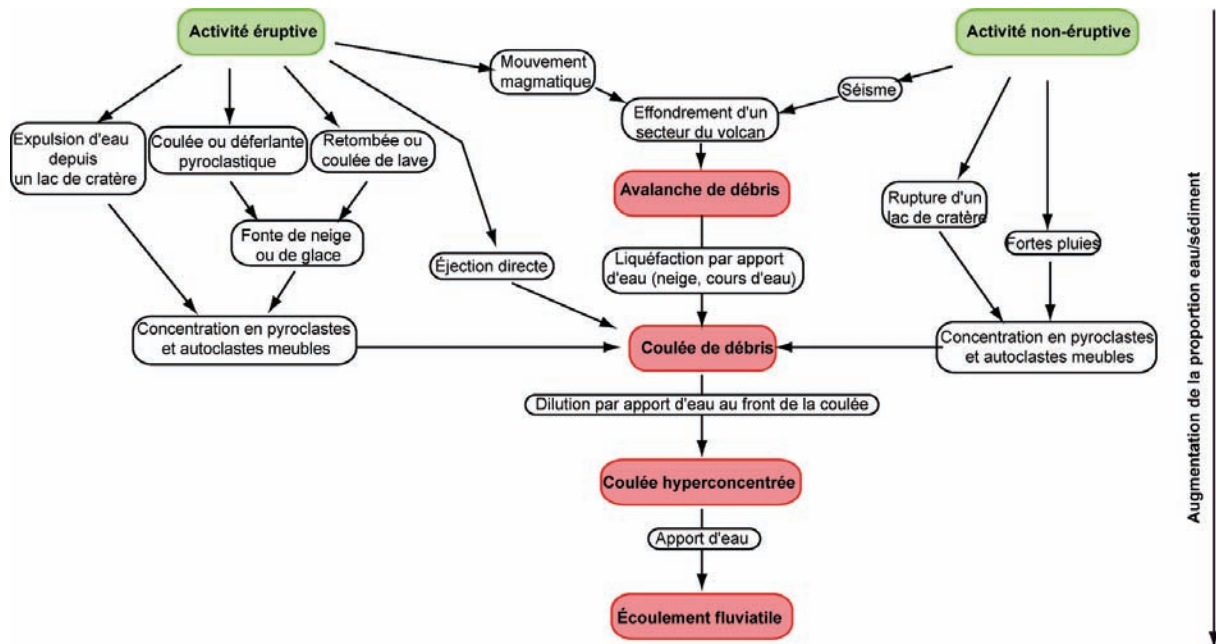 Activité éruptive
Activité non-éruptive
Mouvement
magmatique
Séisme
Effondrement d'un
secteur du volcan
Expulsion d'eau
depuis
un lac de cratère
Coulée ou déferlante
pyroclastique
Retombée ou
coulée de lave
Avalanche de débris
Rupture d'un
lac de cratère
Fonte de neige
ou de glace
Fortes pluies
Éjection directe
Liquéfaction par apport
d'eau (neige, cours d'eau)
Concentration en pyroclastes
et autoclastes meubles
Coulée de débris
Concentration en pyroclastes
et autoclastes meubles
Dilution par apport d'eau au front de la coulée
Coulée hyperconcentrée
Apport d'eau
Écoulement fluviatile
Augmentation de la proportion eau/sédiment